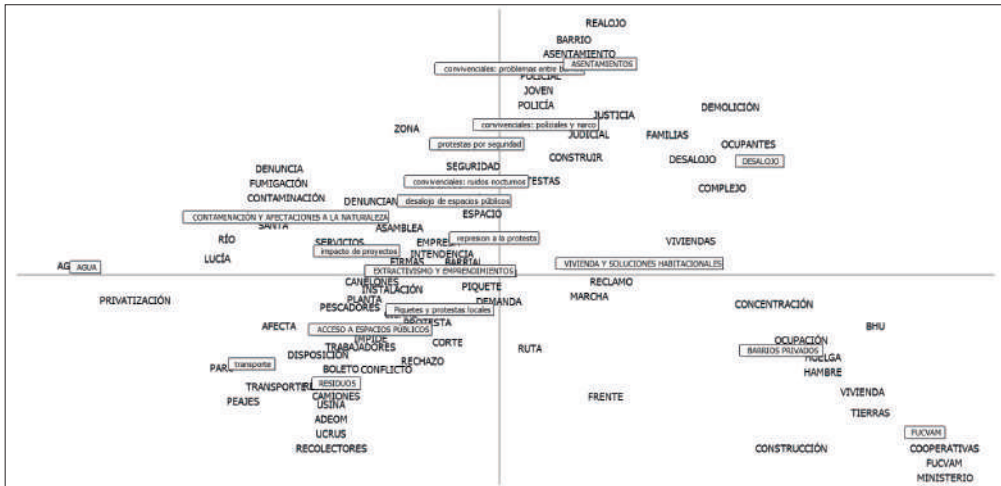 REALOJO
BARRIO
ASENTAMIENTO
ASENTAMIENTOS
convivenciales: problemas entre
POLICIAL
JOVEN
POLICÍA
DEMOLICIÓN
JUSTICIA
convivenciales: policiales y narco
ZONA
JUDICIAL
FAMILIAS
protestas por seguridad
OCUPANTES
CONSTRUIR
DESALOJO
DESALOJO
SEGURIDAD
DENUNCIA
FUMIGACIÓN
convivenciales: ruidos nocturnos
TESTAS
COMPLEJO
CONTAMINACIÓN
DENUNCIAN
desalojo de espacios públicos
ESPACIO
CONTAMINACIÓN Y AFECTACIONES A LA NATURALEZA
SANTA
ASAMBLEA
RÍO
SERVICIOS
EMPRESA
represion a la protesta
VIVIENDAS
impacto de proyectos
INTENDENCIA
LUCÍA
FIRMAS
BARRIAL
AG
AGUA
EXTRACTIVISMO Y EMPRENDIMIENTOS
VIVIENDA Y SOLUCIONES HABITACIONALES
CANELONES
RECLAMO
INSTALACIÓN
PIQUETE
MARCHA
PRIVATIZACIÓN
PLANTA
DEMANDA
CONCENTRACIÓN
PESCADORES
Piquetes y protestas locales
PROTESTA
AFECTA
ACCESO A ESPACIOS PÚBLICOS
BHU
IMPIDE
OCUPACIÓN
TRABAJADORES
CORTE
RUTA
BARRIOS PRIVADOS
DISPOSICIÓN
HUELGA
RECHAZO
PAR
transporte
BOLETO
CONFLICTO
HAMBRE
TRANSPORTE
RESIDUOS
CAMIONES
VIVIENDA
PEAJES
USINA
FRENTE
TIERRAS
ADEOM
UCRUS
FUCVAM
RECOLECTORES
CONSTRUCCIÓN
COOPERATIVAS
FUCVAM
MINISTERIO